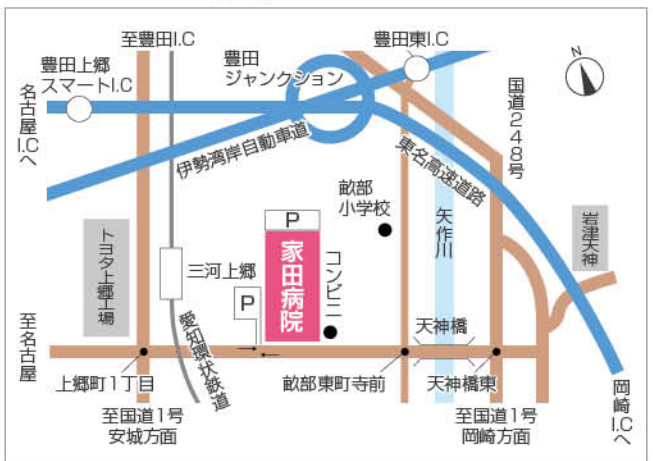 至豊田I.C
豊田東I.C
豊田
ジャンクション
豊田上郷
スマートI.C
N
名古屋I.Cへ
国道248号
伊勢湾岸自動車道
東名高速道路
畝部
小学校
矢作川
岩津天神
P
トヨタ上郷工場
三河上郷
家田病院
コンビニ
P
愛知環状鉄道
天神橋
至名古屋
上郷町1丁目
畝部東町寺前
天神橋東
至国道1号
安城方面
至国道1号
岡崎方面
岡崎I.Cへ